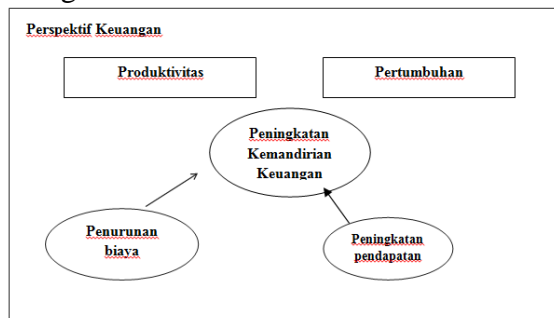 Perspektif Keuangan
Produktivitas
Pertumbuhan
Peningkatan
Kemandirian
Keuangan
Penurunan
biaya
Peningkatan
pendapatan